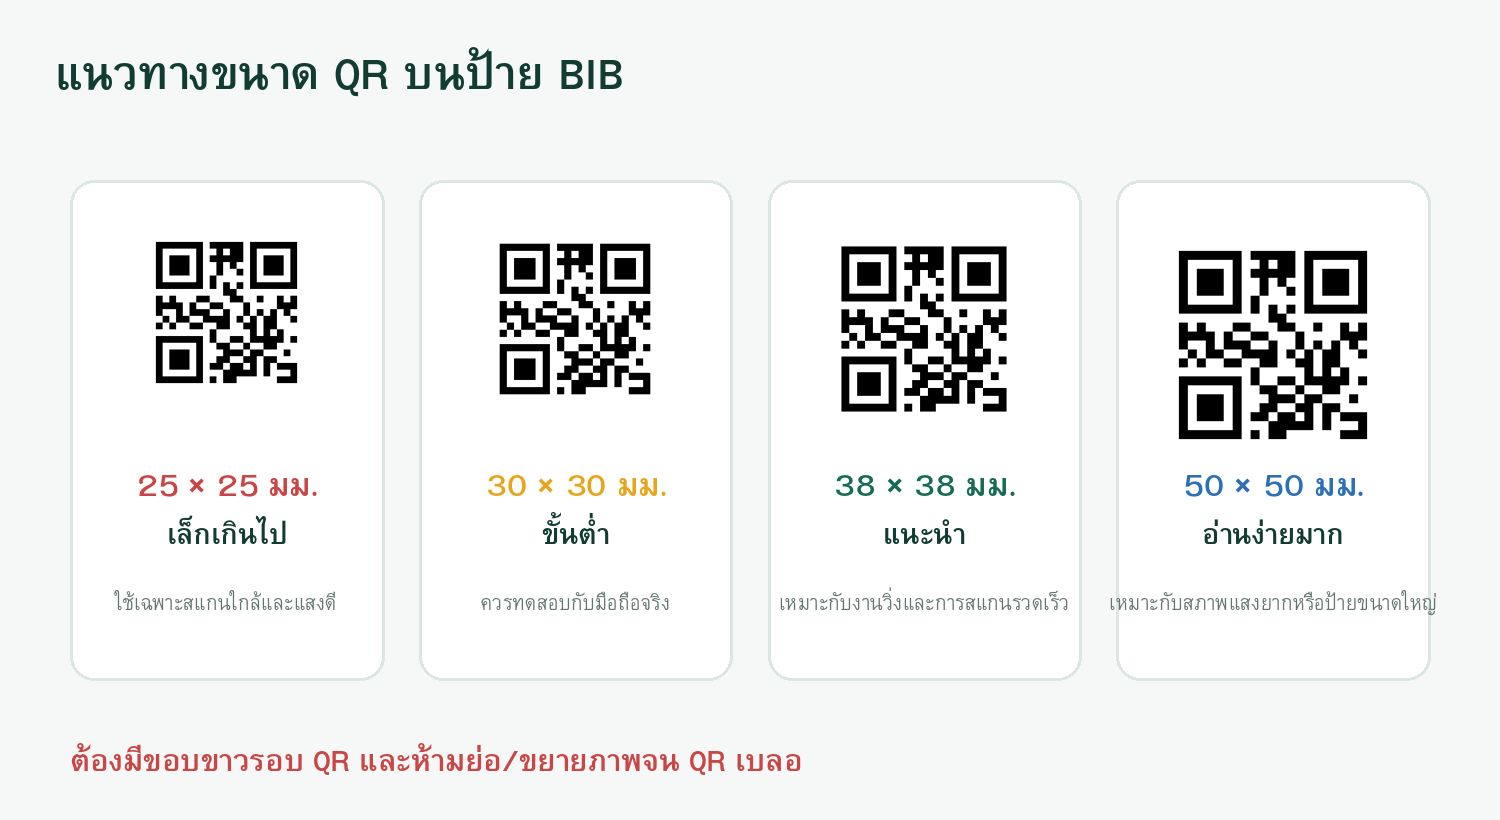 แนวทางขนาด QR บนป้าย BIB
25 × 25 มม.
เล็กเกินไป
ใช้เฉพาะสแกนใกล้และแสงดี
30 × 30 มม.
ขั้นต่ำ
ควรทดสอบกับมือถือจริง
38 × 38 มม.
แนะนำ
เหมาะกับงานวิ่งและการสแกนรวดเร็ว
50 × 50 มม.
อ่านง่ายมาก
เหมาะกับสภาพแสงยากหรือป้ายขนาดใหญ่
ต้องมีขอบขาวรอบ QR และห้ามย่อ/ขยายภาพจน QR เบลอ